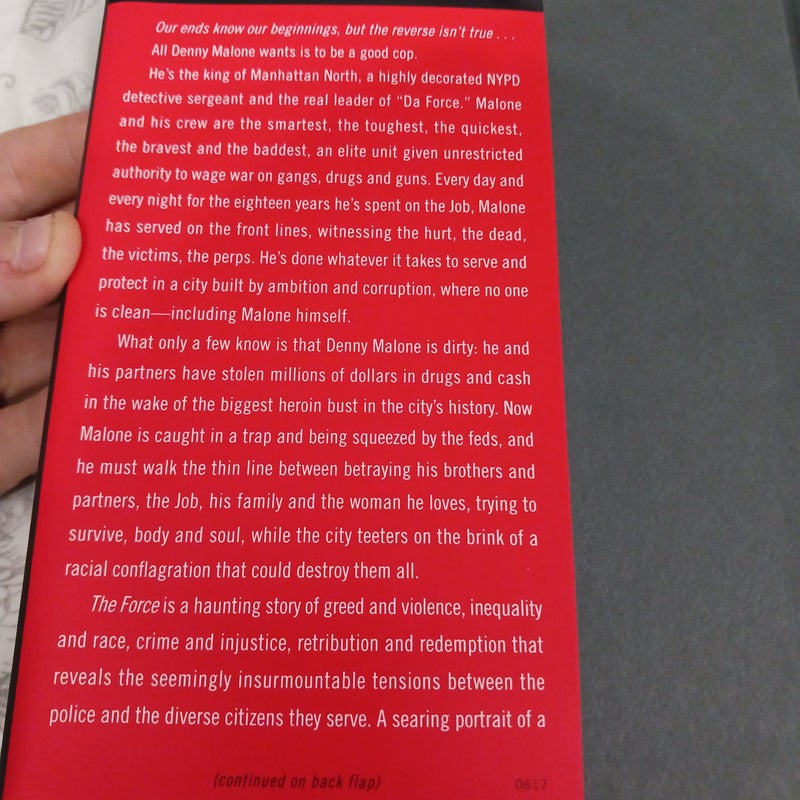 Our ends know our beginnings, but the reverse isn't true . . .
All Denny Malone wants is to be a good cop.
He's the king of Manhattan North, a highly decorated NYPD
detective sergeant and the real leader of "Da Force." Malone
and his crew are the smartest, the toughest, the quickest,
the bravest and the baddest, an elite unit given unrestricted
authority to wage war on gangs, drugs and guns. Every day and
every night for the eighteen years he's spent on the Job, Malone
has served on the front lines, witnessing the hurt, the dead,
the victims, the perps. He's done whatever it takes to serve and
protect in a city built by ambition and corruption, where no one
is clean—including Malone himself.
What only a few know is that Denny Malone is dirty: he and
his partners have stolen millions of dollars in drugs and cash
in the wake of the biggest heroin bust in the city's history. Now
Malone is caught in a trap and being squeezed by the feds, and
he must walk the thin line between betraying his brothers and
partners, the Job, his family and the woman he loves, trying to
survive, body and soul, while the city teeters on the brink of a
racial conflagration that could destroy them all.
The Force is a haunting story of greed and violence, inequality
and race, crime and injustice, retribution and redemption that
reveals the seemingly insurmountable tensions between the
police and the diverse citizens they serve. A searing portrait of a
(continued on back flap)
0617